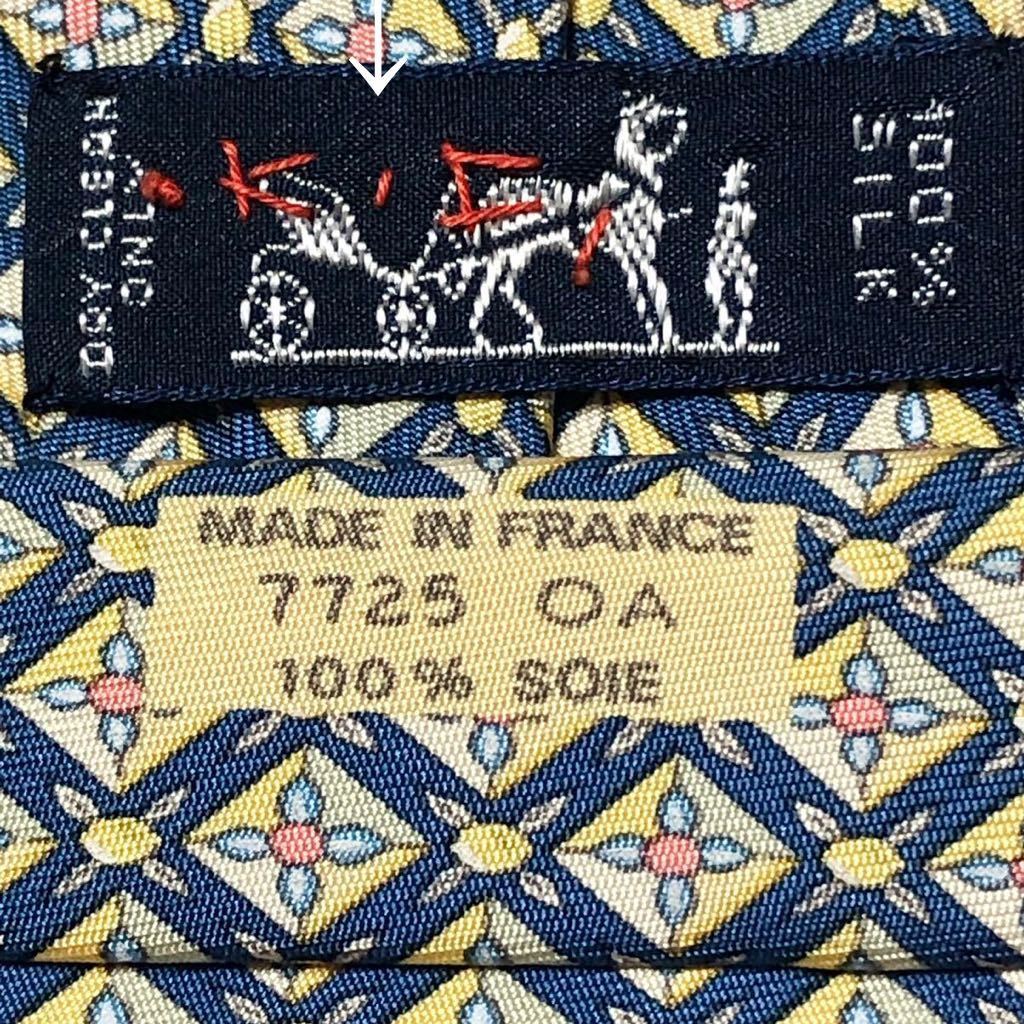 DRY CLEAN
ONLY
K'Σ
100%
SILK
MADE IN FRANCE
7725 OA
100% SOIE